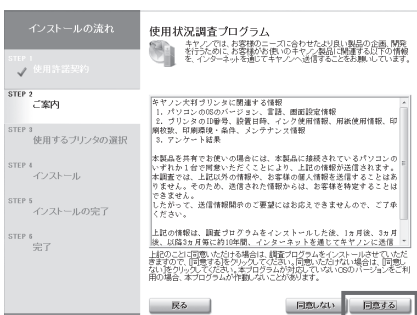 インストールの流れ
STEP 1
使用許諾契約
STEP 2
ご案内
STEP 3
使用するプリンタの選択
STEP 4
インストール
STEP 5
インストールの完了
STEP 6
完了
使用状況調査プログラム
キヤノンでは、お客様のニーズに合わせたより良い製品の企画、開発
を行うために、お客様がお使いのキヤノン製品に関連する以下の情報
を、インターネットを通じてキヤノンへ送信することをお願いしています。
キヤノン大判プリンタに関連する情報
1. パソコンのOSのバージョン、言語、画面設定情報
2. プリンタのID番号、設置日時、インク使用情報、用紙使用情報、印
刷枚数、印刷環境・条件、メンテナンス情報
3. アンケート結果
本製品を共有でお使いの場合には、本製品に接続されているパソコンの
いずれか1台で同意いただくことにより、上記の情報が送信されます。
本調査では、上記以外の情報や、お客様の個人情報を送信することはあ
りません。そのため、送信された情報からは、お客様を特定することは
できません。
したがって、送信情報開示のご要望にはお応えできませんので、ご了承
ください。
上記の情報は、調査プログラムをインストールした後、1ヵ月後、3ヵ月
後、以降3ヵ月毎に約10年間、インターネットを通じてキヤノンに送信
上記のことに同意いただける場合は、調査プログラムをインストールさせていただ
きますので、[同意する]をクリックしてください。同意いただけない場合は、[同意し
ない]をクリックしてください。本プログラムが対応していないOSのバージョンをご利
用の場合、本プログラムが作動しないことがあります。
戻る
同意しない
同意する